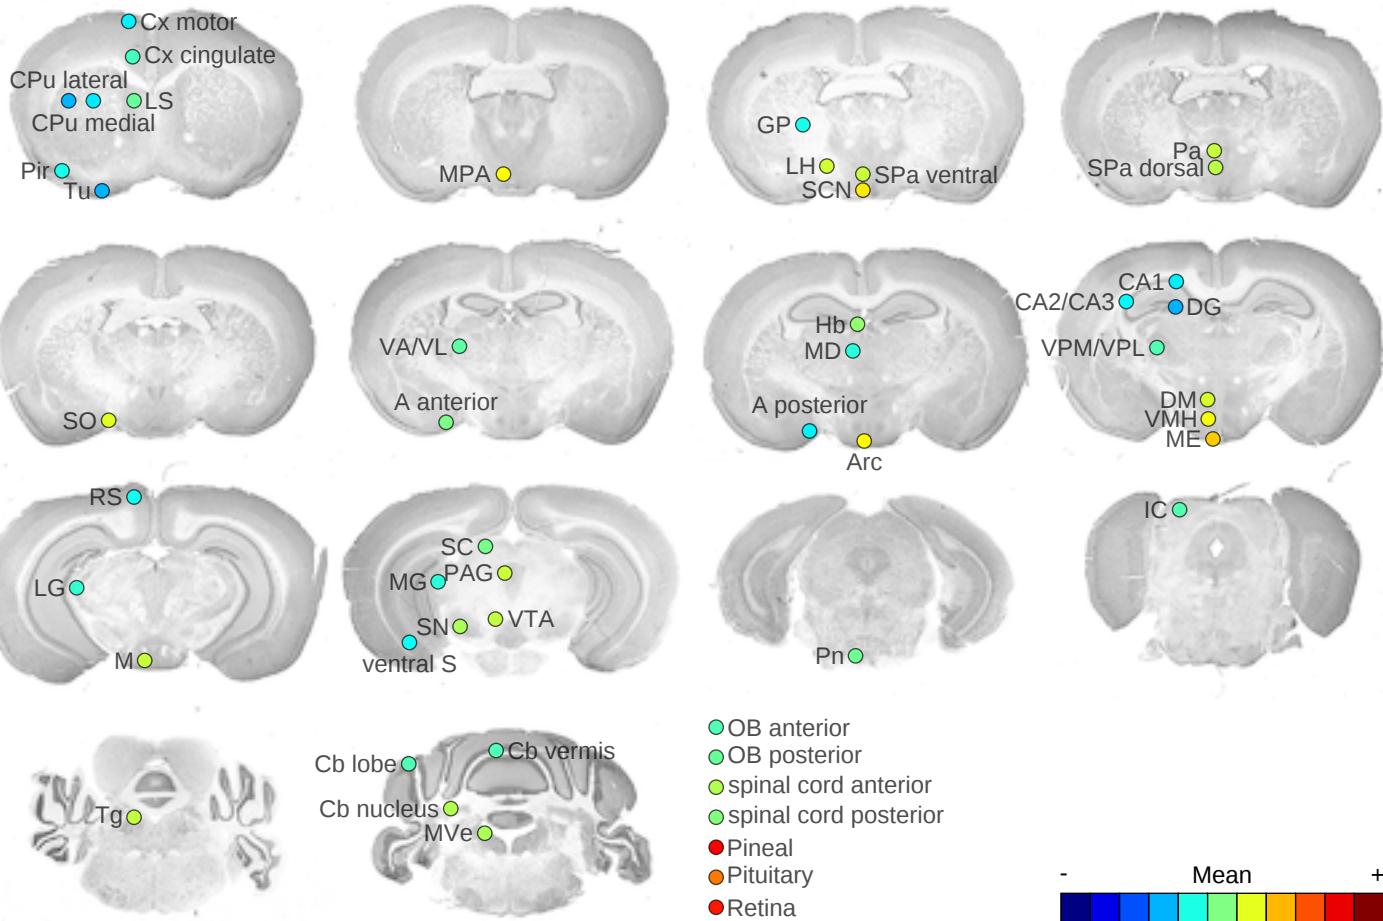 Cx motor
Cx cingulate
CPu lateral
LS
CPu medial
Pir
Tu
MPA
GP
LH
SPa ventral
SCN
Pa
SPa dorsal
SO
VA/VL
A anterior
Hb
MD
A posterior
Arc
CA1
CA2/CA3
DG
VPM/VPL
DM
VMH
ME
RS
LG
M
SC
MG
PAG
SN
VTA
ventral S
Pn
IC
Tg
Cb lobe
Cb vermis
Cb nucleus
MVe
OB anterior
OB posterior
spinal cord anterior
spinal cord posterior
Pineal
Pituitary
Retina
- Mean +